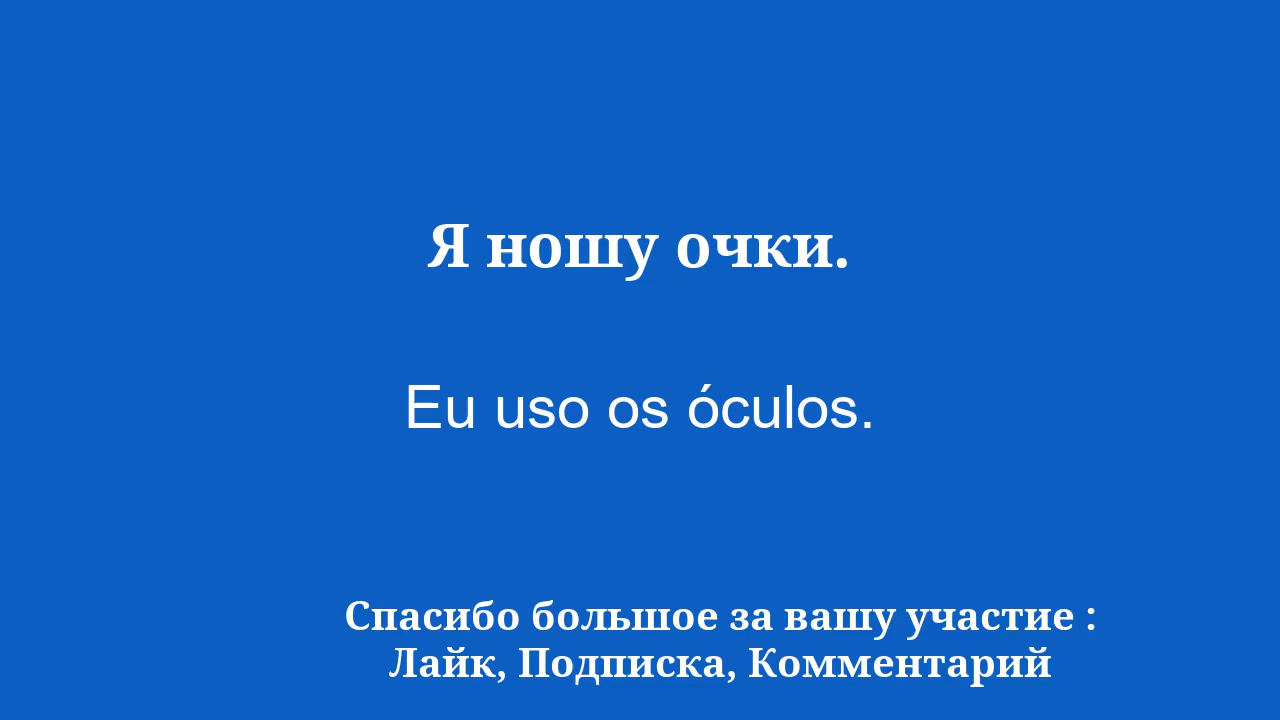 Я ношу очки.
Eu uso os óculos.
Спасибо большое за вашу участие :
Лайк, Подписка, Комментарий